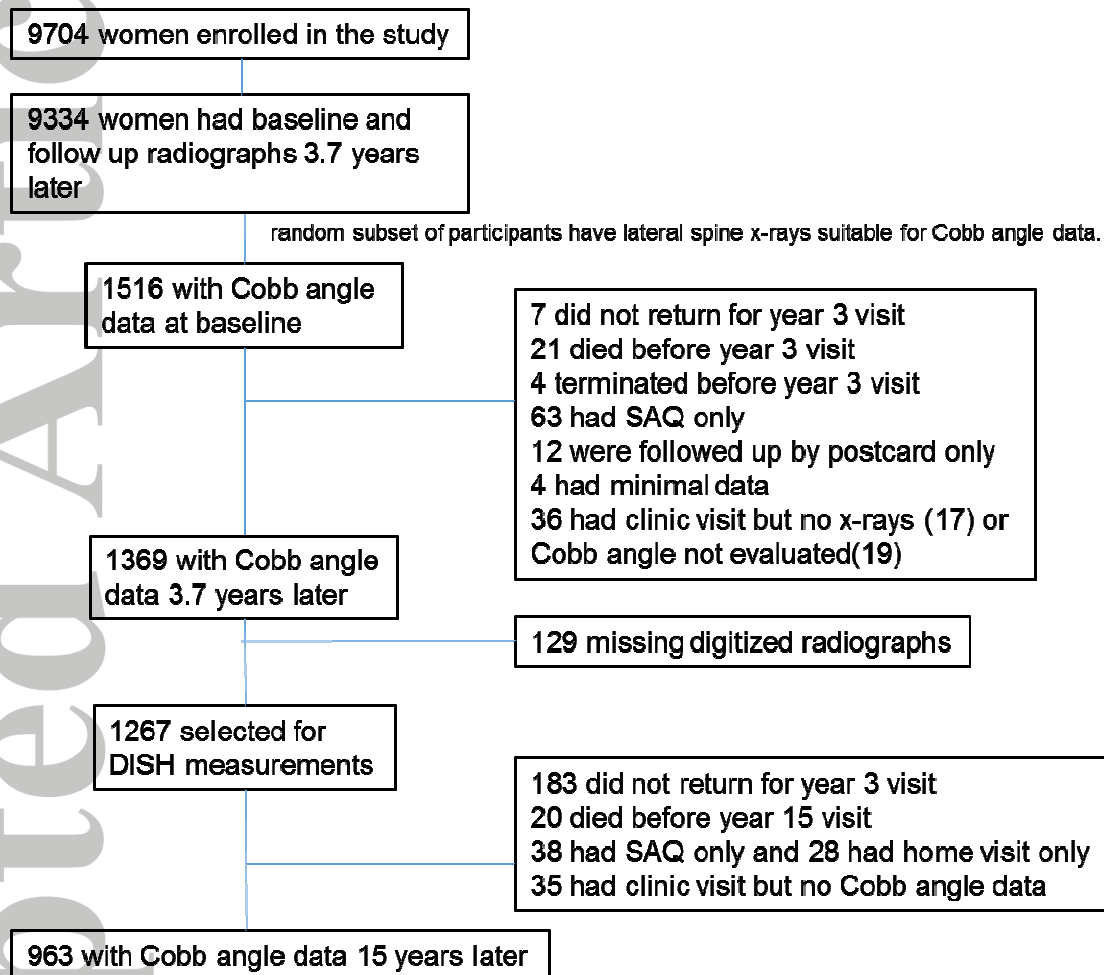 9704 women enrolled in the study
9334 women had baseline and
follow up radiographs 3.7 years
later
random subset of participants have lateral spine x-rays suitable for Cobb angle data.
1516 with Cobb angle
data at baseline
7 did not return for year 3 visit
21 died before year 3 visit
4 terminated before year 3 visit
63 had SAQ only
12 were followed up by postcard only
4 had minimal data
36 had clinic visit but no x-rays (17) or
Cobb angle not evaluated(19)
1369 with Cobb angle
data 3.7 years later
129 missing digitized radiographs
1267 selected for
DISH measurements
183 did not return for year 3 visit
20 died before year 15 visit
38 had SAQ only and 28 had home visit only
35 had clinic visit but no Cobb angle data
963 with Cobb angle data 15 years later